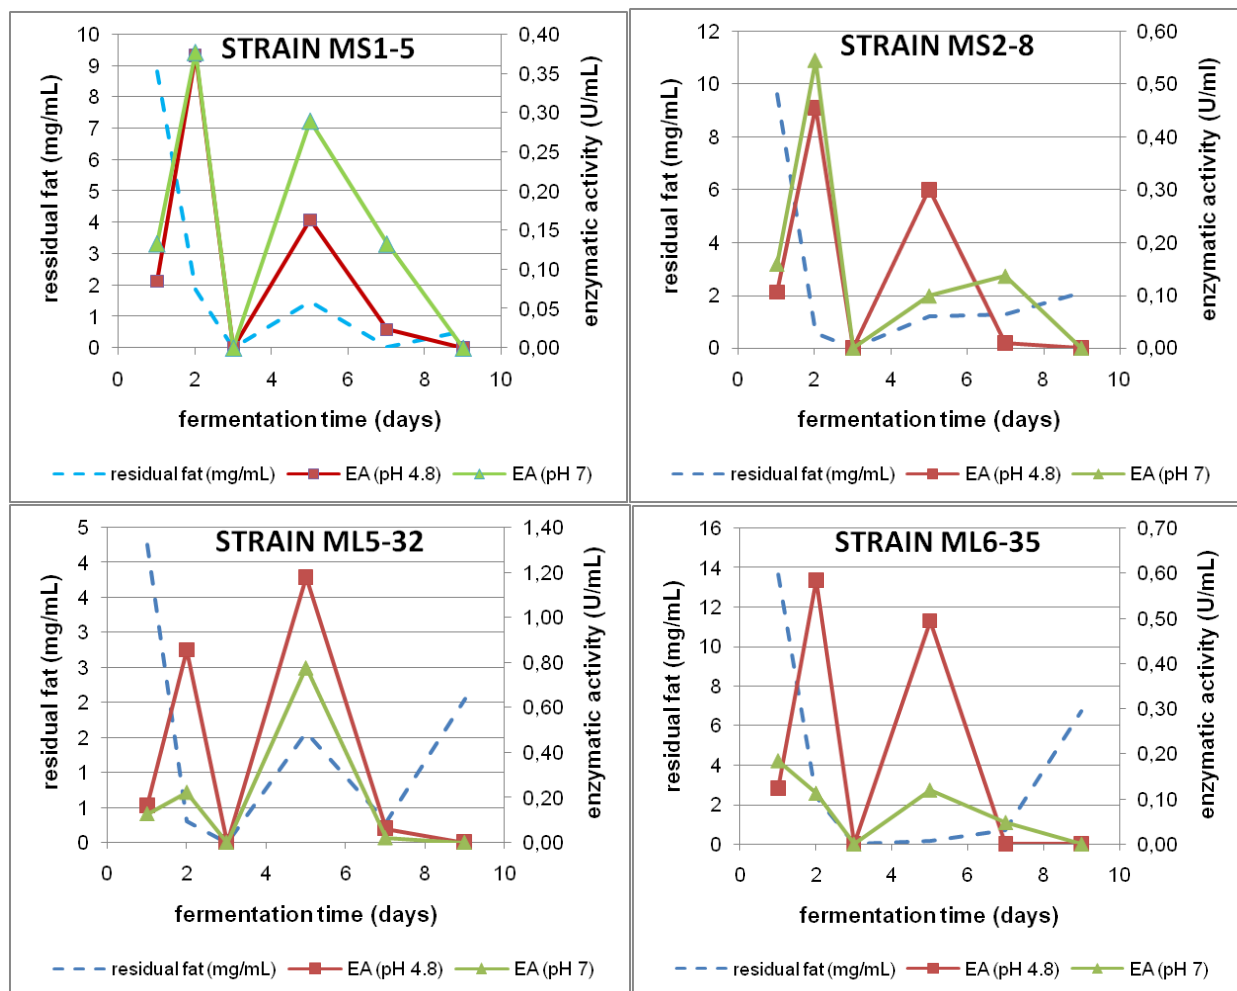 STRAIN MS1-5
ressidual fat (mg/mL)
10
9
8
7
6
5
4
3
2
1
0
0,40
0,35
0,30
0,25
0,20
0,15
0,10
0,05
0,00
enzymatic activity (U/mL)
0 2 4 6 8 10
fermentation time (days)
residual fat (mg/mL) EA (pH 4.8) EA (pH 7)
STRAIN MS2-8
residual fat (mg/mL)
12
10
8
6
4
2
0
0,60
0,50
0,40
0,30
0,20
0,10
0,00
enzymatic activity (U/ml)
0 2 4 6 8 10
fermentation time (days)
residual fat (mg/mL) EA (pH 4.8) EA (pH 7)
STRAIN ML5-32
residual fat (mg/mL)
5
4
4
3
3
2
2
1
1
0
1,40
1,20
1,00
0,80
0,60
0,40
0,20
0,00
enzymatic activity (U/mL)
0 2 4 6 8 10
fermentation time (days)
residual fat (mg/mL) EA (pH 4.8) EA (pH 7)
STRAIN ML6-35
residual fat (mg/mL)
16
14
12
10
8
6
4
2
0
0,70
0,60
0,50
0,40
0,30
0,20
0,10
0,00
enzymatic activity (U/mL)
0 2 4 6 8 10
fermentation time (days)
residual fat (mg/mL) EA (pH 4.8) EA (pH 7)